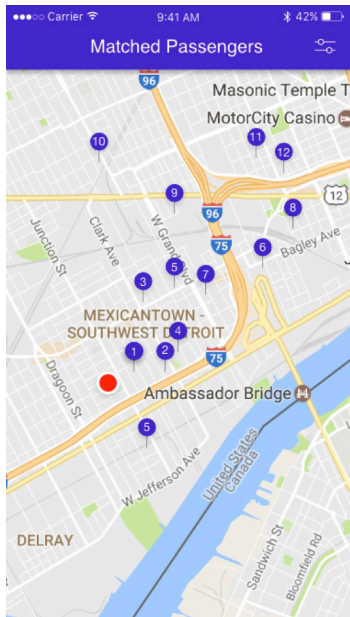 Carrier 9:41 AM 42%
Matched Passengers
96
Masonic Temple T
MotorCity Casino
11
10
12
9
12
8
96
W Grand Blvd
Junction St
Clark Ave
75
6
Bagley Ave
5
7
3
MEXICANTOWN -
SOUTHWEST DETROIT
4
1
2
75
Dragoon St
Ambassador Bridge
5
United States
Canada
W Jefferson Ave
DELRAY
Sandwich St
Bloomfield Rd